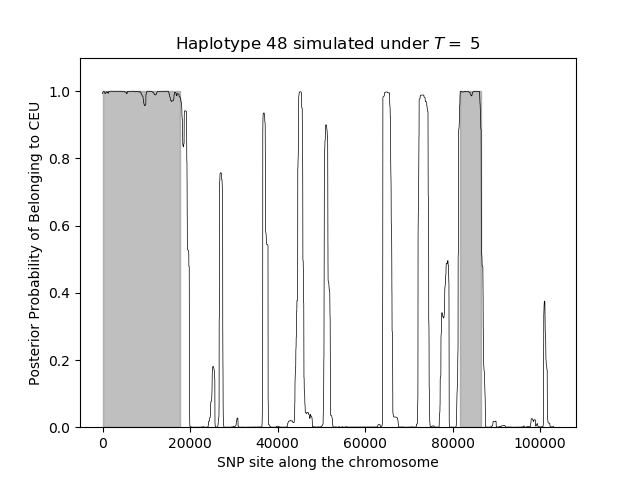 Haplotype 48 simulated under T = 5
Posterior Probability of Belonging to CEU
1.0
0.8
0.6
0.4
0.2
0.0
0 20000 40000 60000 80000 100000
SNP site along the chromosome